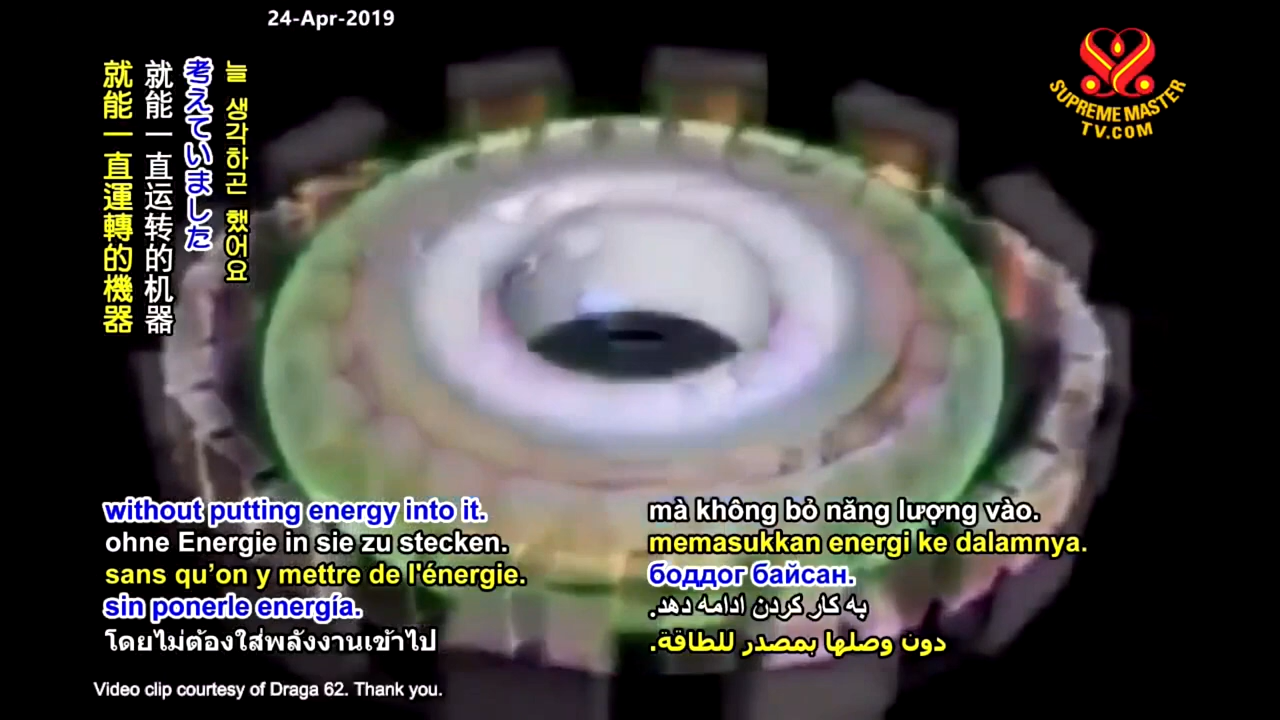 24-Apr-2019
늘 생각하고 했어요
考えていました
就能一直运转的机器
就能一直運轉的機器
SUPREME MASTER
TV.COM
without putting energy into it.
ohne Energie in sie zu stecken.
sans qu’on y mettre de l'énergie.
sin ponerle energía.
โดยไม่ต้องใส่พลังงานเข้าไป
mà không bỏ năng lượng vào.
memasukkan energi ke dalamnya.
боддог байсан.
به کار کردن ادامه دهد.
دون وصلها بمصدر للطاقة.
Video clip courtesy of Draga 62. Thank you.